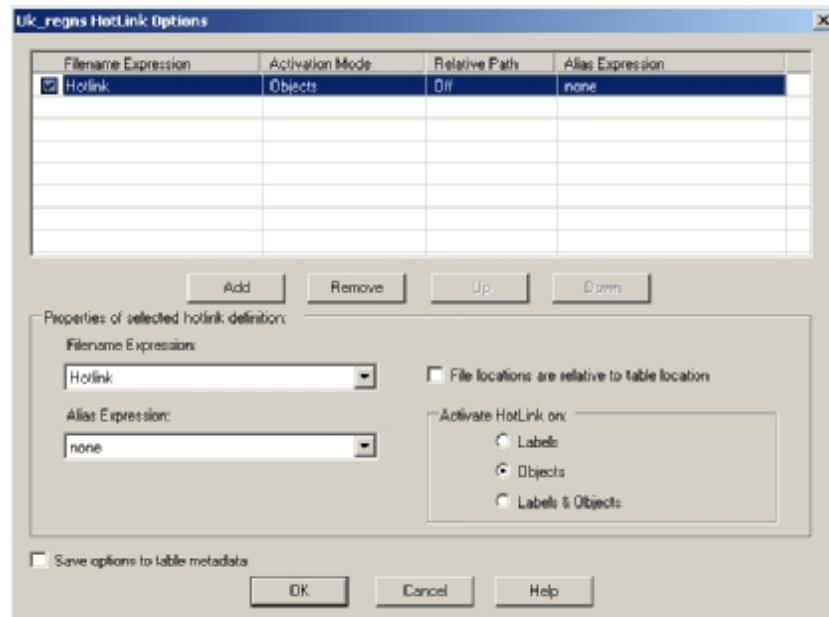 Uk_regns HotLink Options
Filename Expression Activation Mode Relative Path Alias Expression
Hotlink Objects Off none
Add Remove Up Down
Properties of selected hotlink definition:
Filename Expression:
Hotlink
File locations are relative to table location
Alias Expression:
none
Activate HotLink on:
Labels
Objects
Labels & Objects
Save options to table metadata
OK Cancel Help